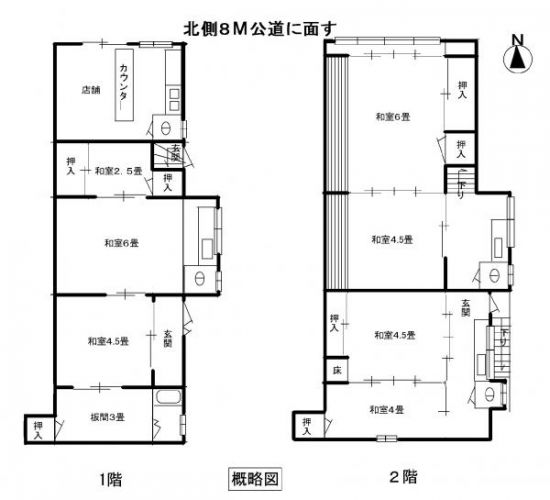 北側８Ｍ公道に面す
N
店舗
カウンター
玄関
押入
和室２．５畳
押入
和室6畳
和室4.5畳
玄関
板間3畳
押入
1階
概略図
和室6畳
押入
押入
下り
和室4.5畳
押入
和室4.5畳
玄関
下り
床
和室4畳
押入
２階